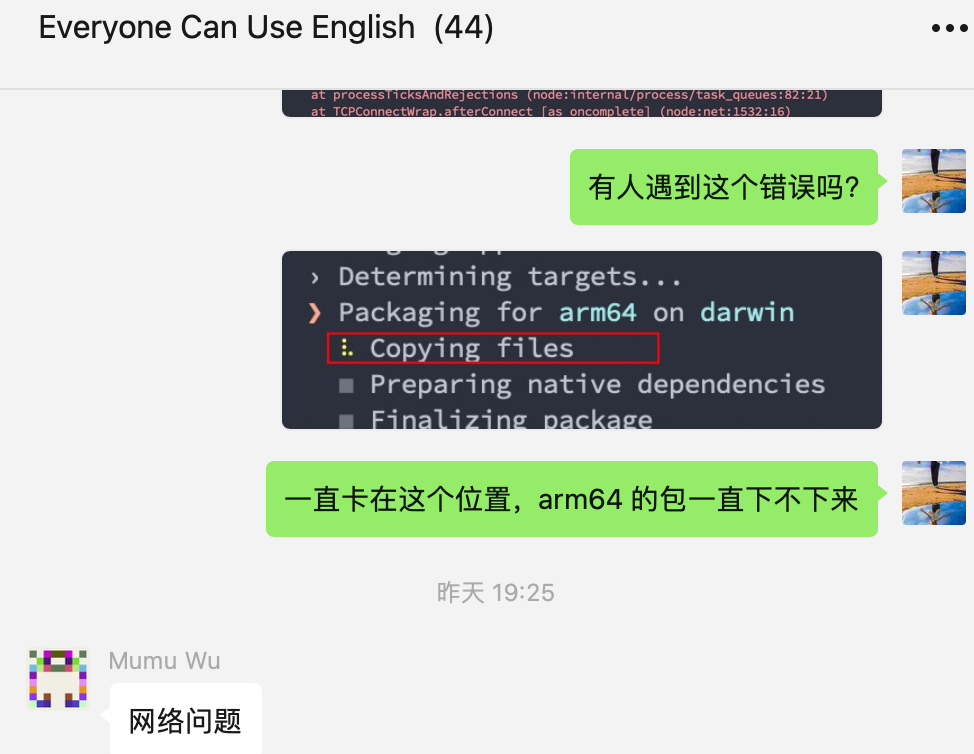 Everyone Can Use English（44）
at processTicksAndRejections (node:internal/process/task_queues:82:21)
at TCPConnectWrap.afterConnect [as oncomplete] (node:net:1532:16)
有人遇到这个错误吗?
› Determining targets...
❯ Packaging for arm64 on darwin
Copying files
Preparing native dependencies
Finalizing package
一直卡在这个位置，arm64 的包一直下不下来
昨天 19:25
Mumu Wu
网络问题